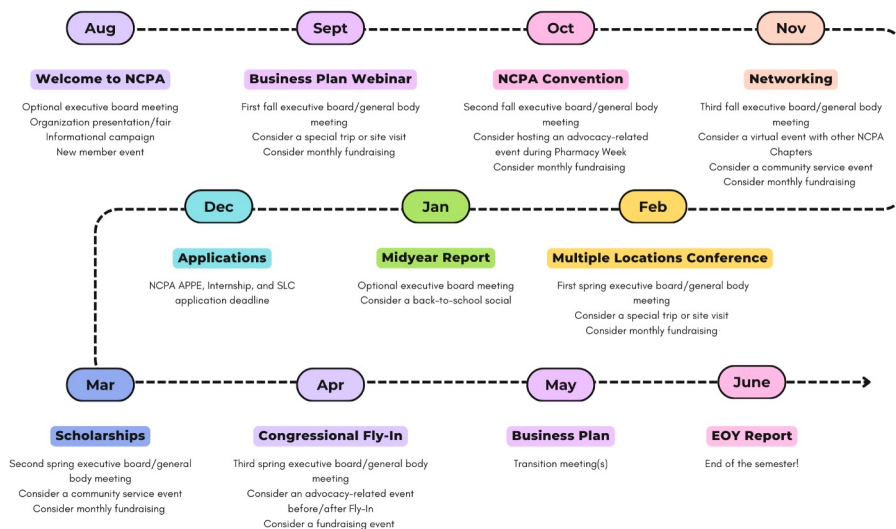 Aug
Sept
Oct
Nov
Welcome to NCPA
Optional executive board meeting
Organization presentation/fair
Informational campaign
New member event
Business Plan Webinar
First fall executive board/general body
meeting
Consider a special trip or site visit
Consider monthly fundraising
NCPA Convention
Second fall executive board/general body
meeting
Consider hosting an advocacy-related
event during Pharmacy Week
Consider monthly fundraising
Networking
Third fall executive board/general body
meeting
Consider a virtual event with other NCPA
Chapters
Consider a community service event
Consider monthly fundraising
Dec
Jan
Feb
Applications
NCPA APPE, Internship, and SLC
application deadline
Midyear Report
Optional executive board meeting
Consider a back-to-school social
Multiple Locations Conference
First spring executive board/general body
meeting
Consider a special trip or site visit
Consider monthly fundraising
Mar
Apr
May
June
Scholarships
Second spring executive board/general
body meeting
Consider a community service event
Consider monthly fundraising
Congressional Fly-In
Third spring executive board/general body
meeting
Consider an advocacy-related event
before/after Fly-In
Consider a fundraising event
Business Plan
Transition meeting(s)
EOY Report
End of the semester!